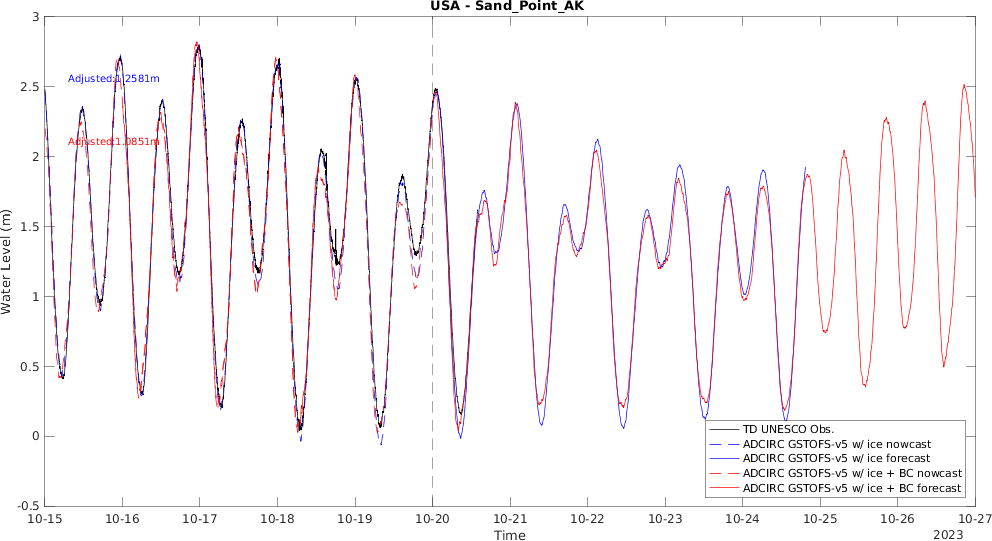 USA - Sand_Point_AK
3
2.5
2
1.5
1
0.5
0
-0.5
Water Level (m)
Adjusted:1.2581m
Adjusted:1.0851m
TD UNESCO Obs.
ADCIRC GSTOFS-v5 w/ ice nowcast
ADCIRC GSTOFS-v5 w/ ice forecast
ADCIRC GSTOFS-v5 w/ ice + BC nowcast
ADCIRC GSTOFS-v5 w/ ice + BC forecast
10-15 10-16 10-17 10-18 10-19 10-20 10-21 10-22 10-23 10-24 10-25 10-26 10-27
Time
2023